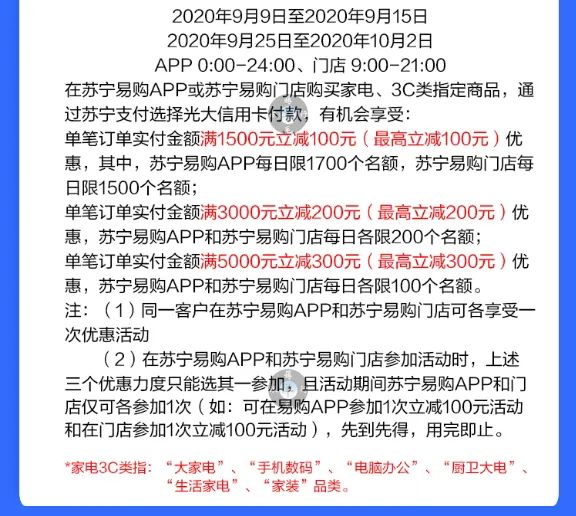 2020年9月9日至2020年9月15日
2020年9月25日至2020年10月2日
APP 0:00-24:00、门店 9:00-21:00
在苏宁易购APP或苏宁易购门店购买家电、3C类指定商品，通
过苏宁支付选择光大信用卡付款，有机会享受：
单笔订单实付金额满1500元立减100元（最高立减100元）优
惠，其中，苏宁易购APP每日限1700个名额，苏宁易购门店每
日限1500个名额；
单笔订单实付金额满3000元立减200元（最高立减200元）优
惠，苏宁易购APP和苏宁易购门店每日各限200个名额；
单笔订单实付金额满5000元立减300元（最高立减300元）优
惠，苏宁易购APP和苏宁易购门店每日各限100个名额。
注：（1）同一客户在苏宁易购APP和苏宁易购门店可各享受一
次优惠活动
（2）在苏宁易购APP和苏宁易购门店参加活动时，上述
三个优惠力度只能选其一参加，且活动期间苏宁易购APP和门
店仅可各参加1次（如：可在易购APP参加1次立减100元活动
和在门店参加1次立减100元活动），先到先得，用完即止。
*家电3C类指：“大家电”、“手机数码”、“电脑办公”、“厨卫大电”、
“生活家电”、“家装”品类。